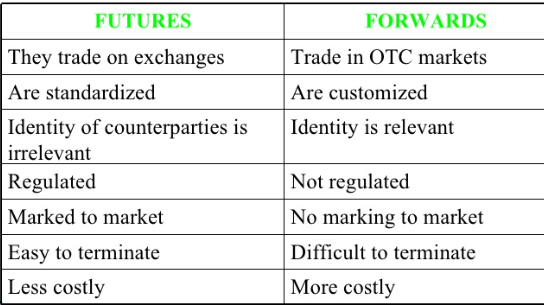 FUTURES FORWARDS
They trade on exchanges Trade in OTC markets
Are standardized Are customized
Identity of counterparties is Identity is relevant
irrelevant
Regulated Not regulated
Marked to market No marking to market
Easy to terminate Difficult to terminate
Less costly More costly